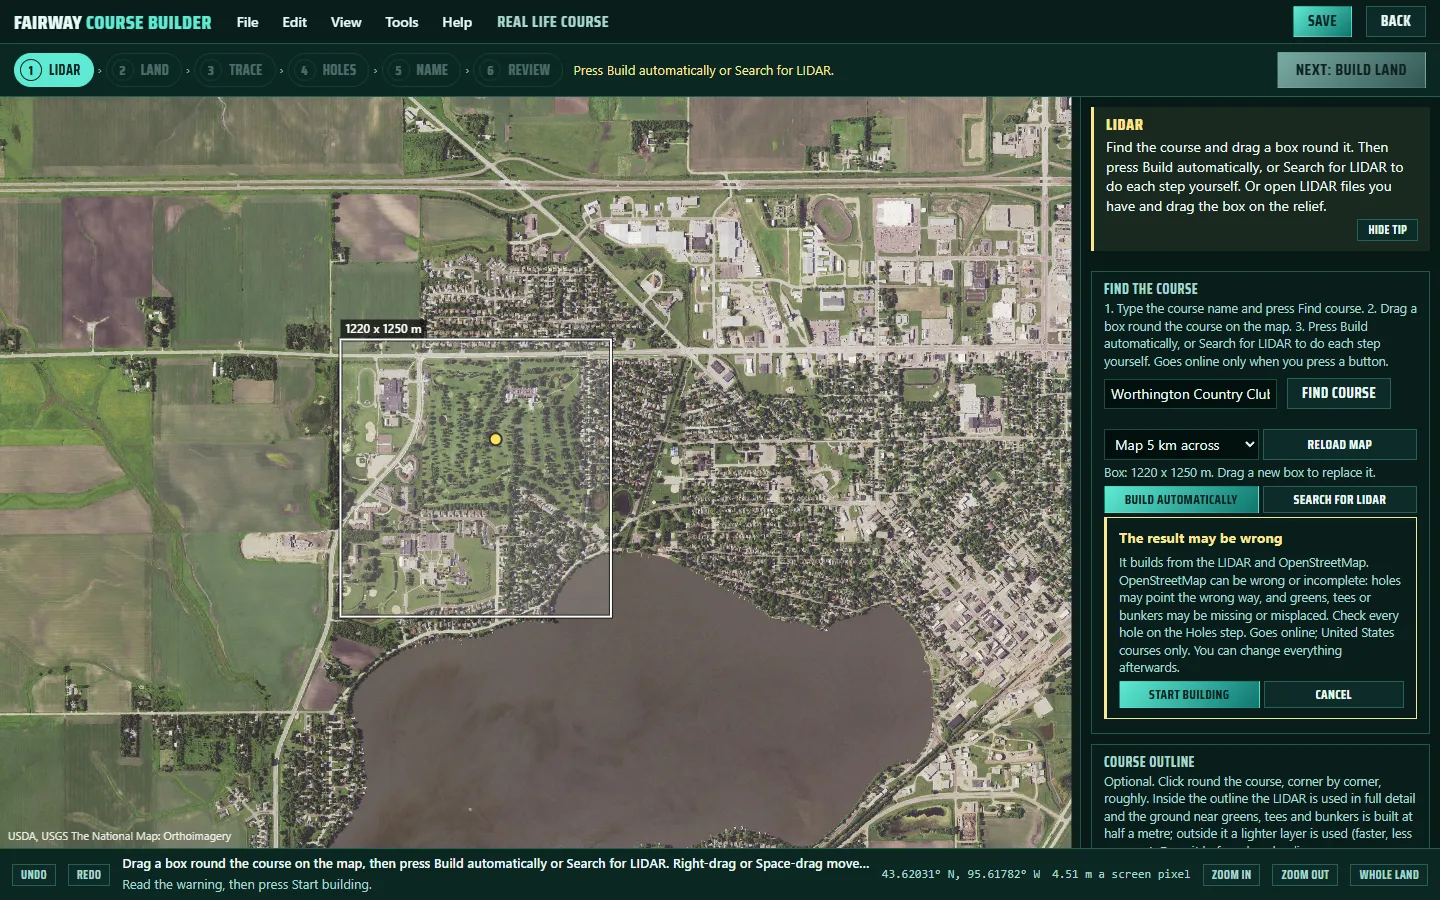 FAIRWAY COURSE BUILDER File Edit View Tools Help REAL LIFE COURSE SAVE BACK
1 LIDAR › 2 LAND › 3 TRACE › 4 HOLES › 5 NAME › 6 REVIEW Press Build automatically or Search for LIDAR. NEXT: BUILD LAND
1220 x 1250 m
USDA, USGS The National Map: Orthoimagery
LIDAR
Find the course and drag a box round it. Then
press Build automatically, or Search for LIDAR to
do each step yourself. Or open LIDAR files you
have and drag the box on the relief.
HIDE TIP
FIND THE COURSE
1. Type the course name and press Find course. 2. Drag a
box round the course on the map. 3. Press Build
automatically, or Search for LIDAR to do each step
yourself. Goes online only when you press a button.
Worthington Country Club FIND COURSE
Map 5 km across RELOAD MAP
Box: 1220 x 1250 m. Drag a new box to replace it.
BUILD AUTOMATICALLY SEARCH FOR LIDAR
The result may be wrong
It builds from the LIDAR and OpenStreetMap.
OpenStreetMap can be wrong or incomplete: holes
may point the wrong way, and greens, tees or
bunkers may be missing or misplaced. Check every
hole on the Holes step. Goes online; United States
courses only. You can change everything
afterwards.
START BUILDING CANCEL
COURSE OUTLINE
Optional. Click round the course, corner by corner,
roughly. Inside the outline the LIDAR is used in full detail
and the ground near greens, tees and bunkers is built at
half a metre; outside it a lighter layer is used (faster, less
UNDO REDO Drag a box round the course on the map, then press Build automatically or Search for LIDAR. Right-drag or Space-drag move...
Read the warning, then press Start building.
43.62031° N, 95.61782° W 4.51 m a screen pixel ZOOM IN ZOOM OUT WHOLE LAND